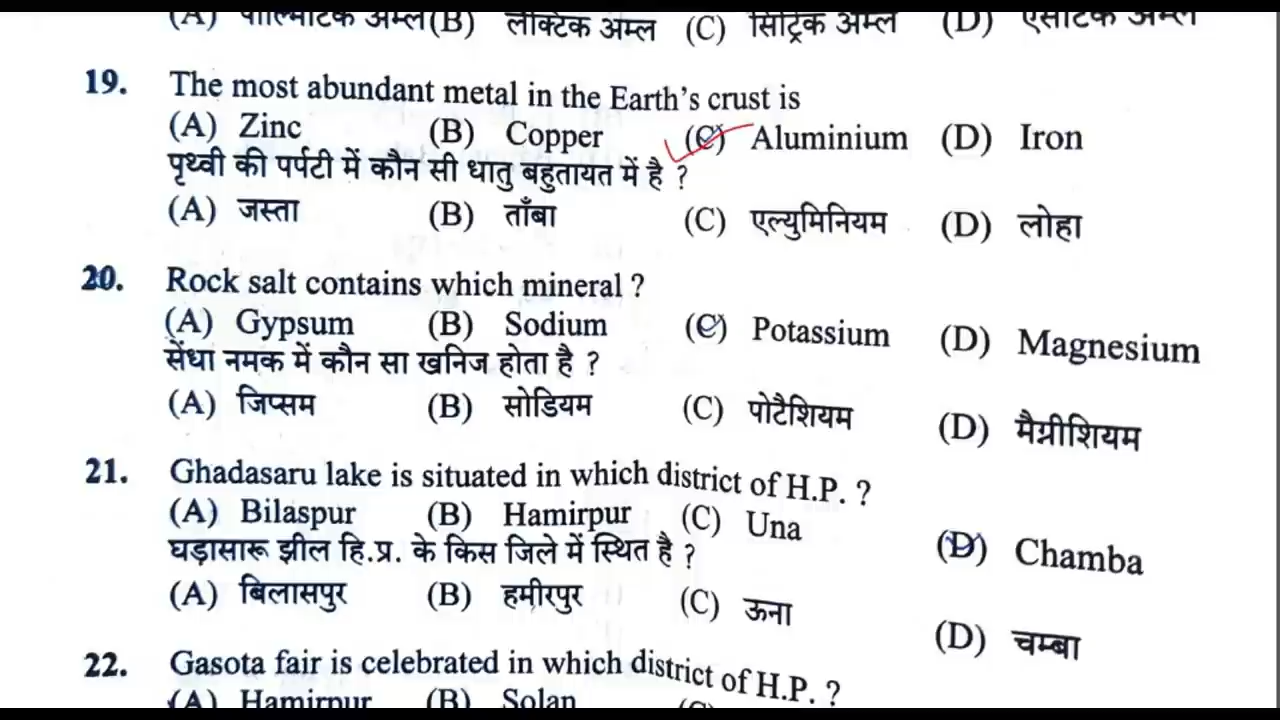 (A) पाल्मिटिक अम्ल (B) लैक्टिक अम्ल (C) सिट्रिक अम्ल (D) एसिटिक अम्ल
19. The most abundant metal in the Earth's crust is
(A) Zinc (B) Copper (C) Aluminium (D) Iron
पृथ्वी की पर्पटी में कौन सी धातु बहुतायत में है ?
(A) जस्ता (B) ताँबा (C) एल्युमिनियम (D) लोहा
20. Rock salt contains which mineral ?
(A) Gypsum (B) Sodium (C) Potassium (D) Magnesium
सेंधा नमक में कौन सा खनिज होता है ?
(A) जिप्सम (B) सोडियम (C) पोटैशियम (D) मैग्नीशियम
21. Ghadasaru lake is situated in which district of H.P. ?
(A) Bilaspur (B) Hamirpur (C) Una (D) Chamba
घड़ासारू झील हि.प्र. के किस जिले में स्थित है ?
(A) बिलासपुर (B) हमीरपुर (C) ऊना (D) चम्बा
22. Gasota fair is celebrated in which district of H.P. ?
(A) Hamirpur (B) Solan